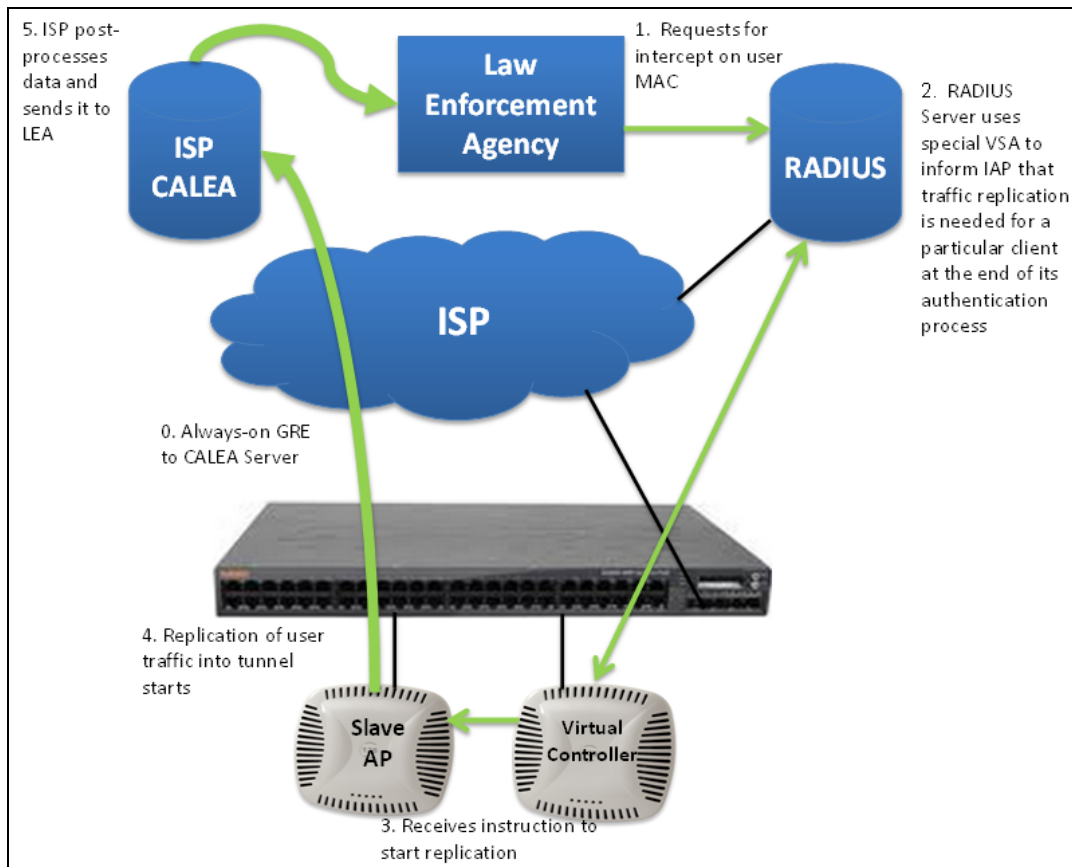 5. ISP post-
processes
data and
sends it to
LEA
ISP
CALEA
Law
Enforcement
Agency
1.  Requests for
intercept on user
MAC
RADIUS
2.  RADIUS
Server uses
special VSA to
inform IAP that
traffic replication
is needed for a
particular client
at the end of its
authentication
process
ISP
0. Always-on GRE
to CALEA Server
4. Replication of user
traffic into tunnel
starts
Slave
AP
Virtual
Controller
3. Receives instruction to
start replication